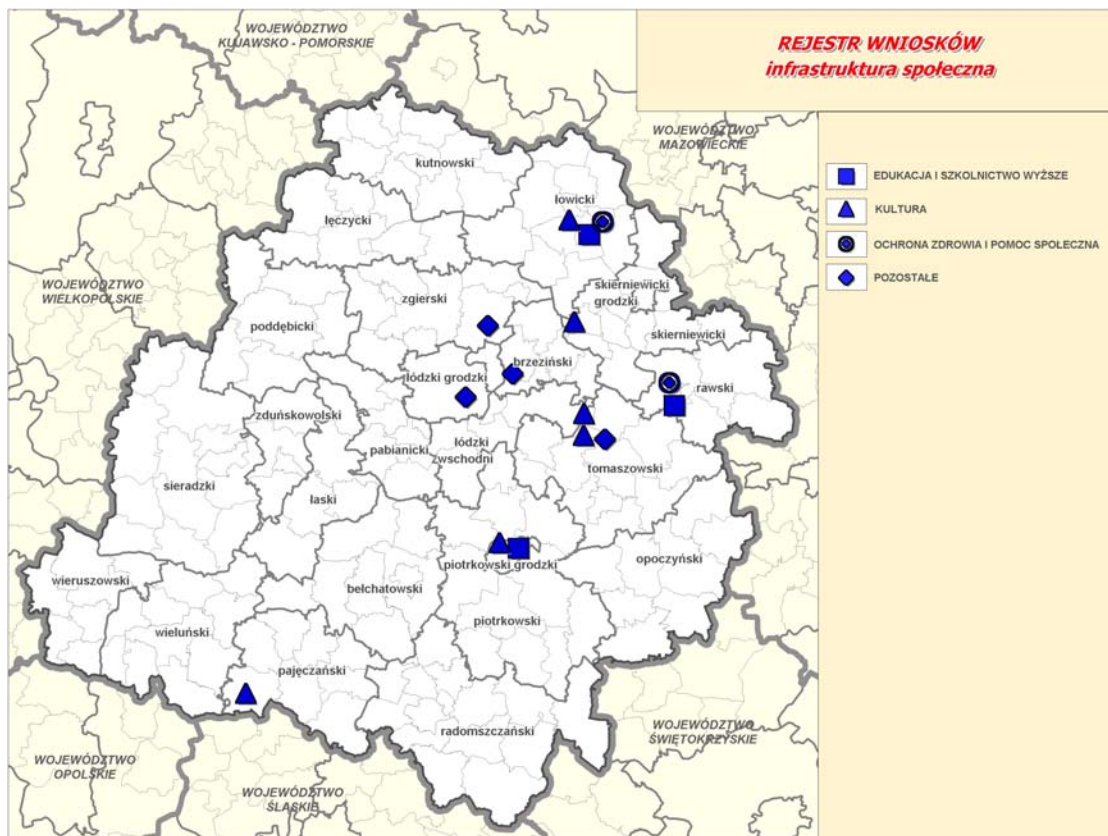 REJESTR WNIOSKÓW
infrastruktura społeczna
WOJEWÓDZTWO
KUJAWSKO - POMORSKIE
WOJEWÓDZTWO
MAZOWIECKIE
WOJEWÓDZTWO
WIELKOPOLSKIE
WOJEWÓDZTWO
OPOLSKIE
WOJEWÓDZTWO
ŚLĄSKIE
WOJEWÓDZTWO
ŚWIĘTOKRZYSKIE
kutnowski
łowicki
łęczycki
zgierski
skierniewicki
grodzki
skierniewicki
poddębicki
brzeziński
łódzki grodzki
rawski
zduńskowolski
pabianicki
łódzki
wschodni
tomaszowski
sieradzki
łaski
opoczyński
piotrkowski grodzki
wieruszowski
bełchatowski
piotrkowski
wieluński
pajęczański
radomszczański
EDUKACJA I SZKOLNICTWO WYŻSZE
KULTURA
OCHRONA ZDROWIA I POMOC SPOŁECZNA
POZOSTAŁE